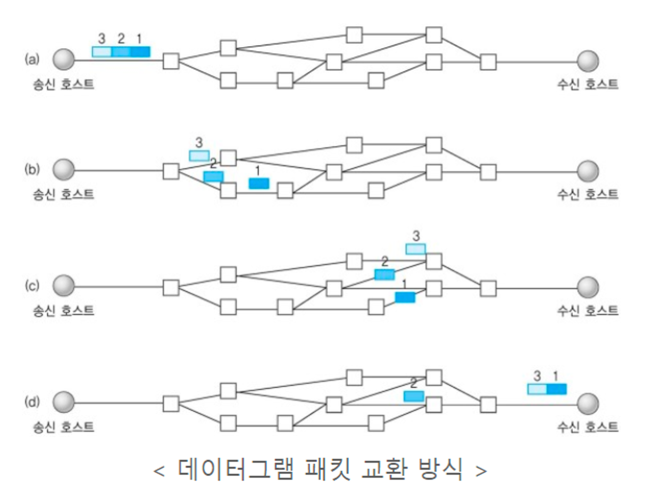 3 2 1
(a)
송신 호스트 수신 호스트
3
2 1
(b)
송신 호스트 수신 호스트
3
2
1
(c)
송신 호스트 수신 호스트
2 3 1
(d)
송신 호스트 수신 호스트
< 데이터그램 패킷 교환 방식 >